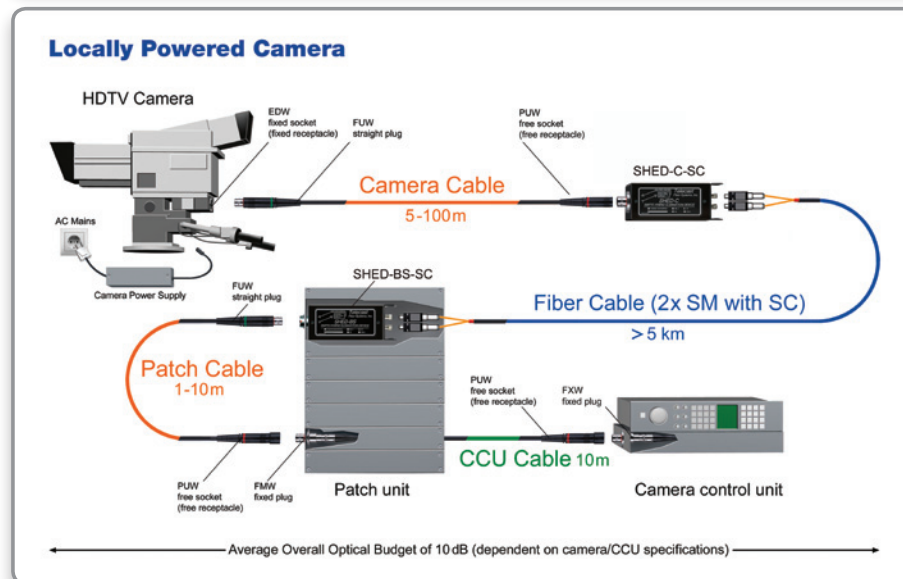 Locally Powered Camera
HDTV Camera
EDW
fixed socket
(fixed receptacle)
FUW
straight plug
PUW
free socket
(free receptacle)
SHED-C-SC
Camera Cable
5-100m
AC Mains
Camera Power Supply
FUW
straight plug
SHED-BS-SC
Fiber Cable (2x SM with SC)
> 5 km
Patch Cable
1-10m
PUW
free socket
(free receptacle)
FXW
fixed plug
CCU Cable 10m
PUW
free socket
(free receptacle)
FMW
fixed plug
Patch unit
Camera control unit
Average Overall Optical Budget of 10dB (dependent on camera/CCU specifications)